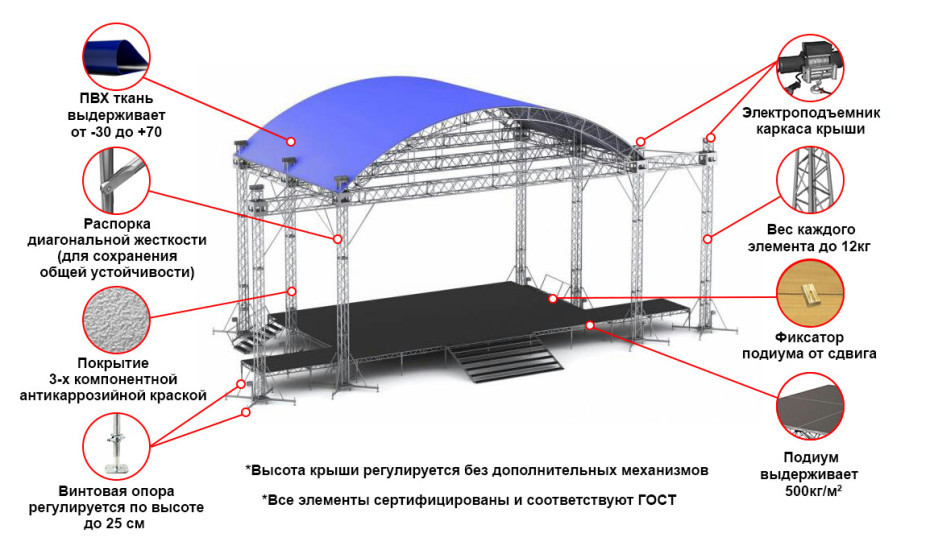 ПВХ ткань
выдерживает
от -30 до +70
Распорка
диагональной жесткости
(для сохранения
общей устойчивости)
Покрытие
3-х компонентной
антикаррозийной краской
Винтовая опора
регулируется по высоте
до 25 см
Электроподъемник
каркаса крыши
Вес каждого
элемента до 12кг
Фиксатор
подиума от сдвига
Подиум
выдерживает
500кг/м²
*Высота крыши регулируется без дополнительных механизмов
*Все элементы сертифицированы и соответствуют ГОСТ